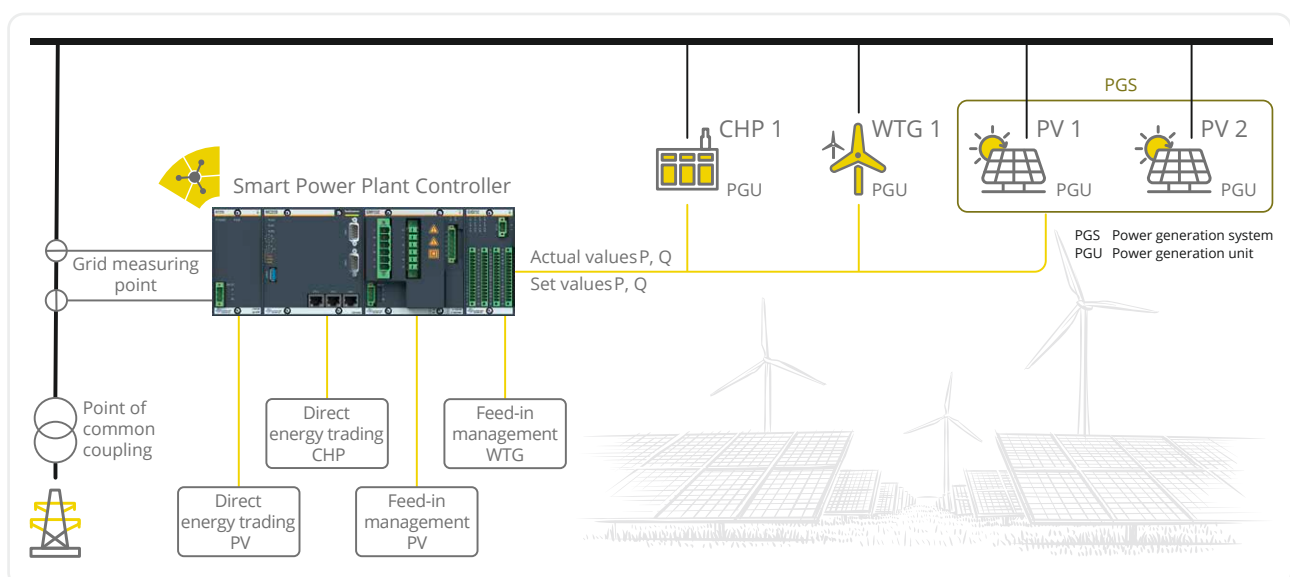 PGS
CHP 1
WTG 1
PV 1
PV 2
PGU
PGU
PGU
PGU
Smart Power Plant Controller
PGS Power generation system
PGU Power generation unit
Grid measuring
point
Actual values P, Q
Set values P, Q
Point of
common
coupling
Direct
energy trading
CHP
Feed-in
management
WTG
Direct
energy trading
PV
Feed-in
management
PV